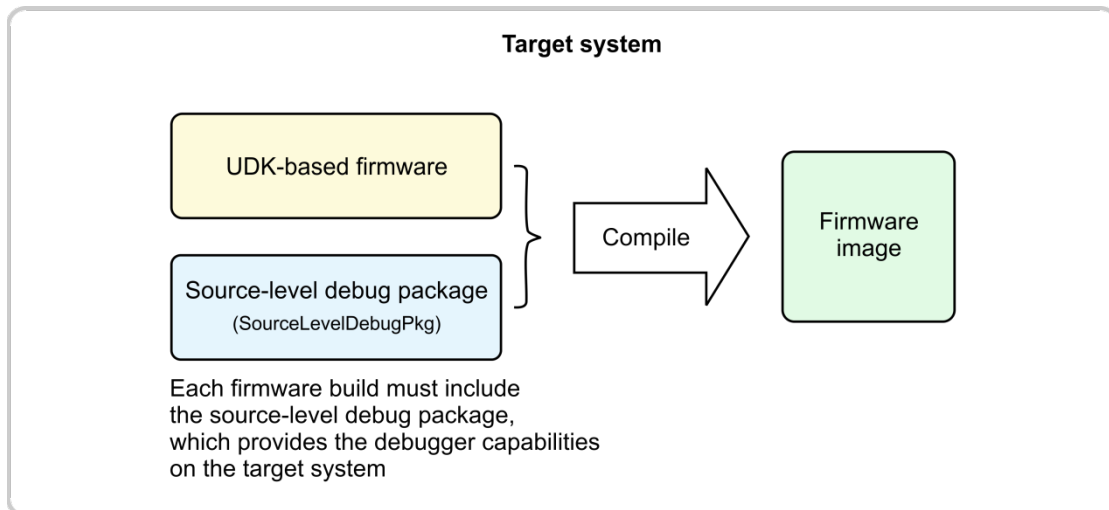 Target system
UDK-based firmware
Source-level debug package
(SourceLevelDebugPkg)
Each firmware build must include
the source-level debug package,
which provides the debugger capabilities
on the target system
Compile
Firmware
image